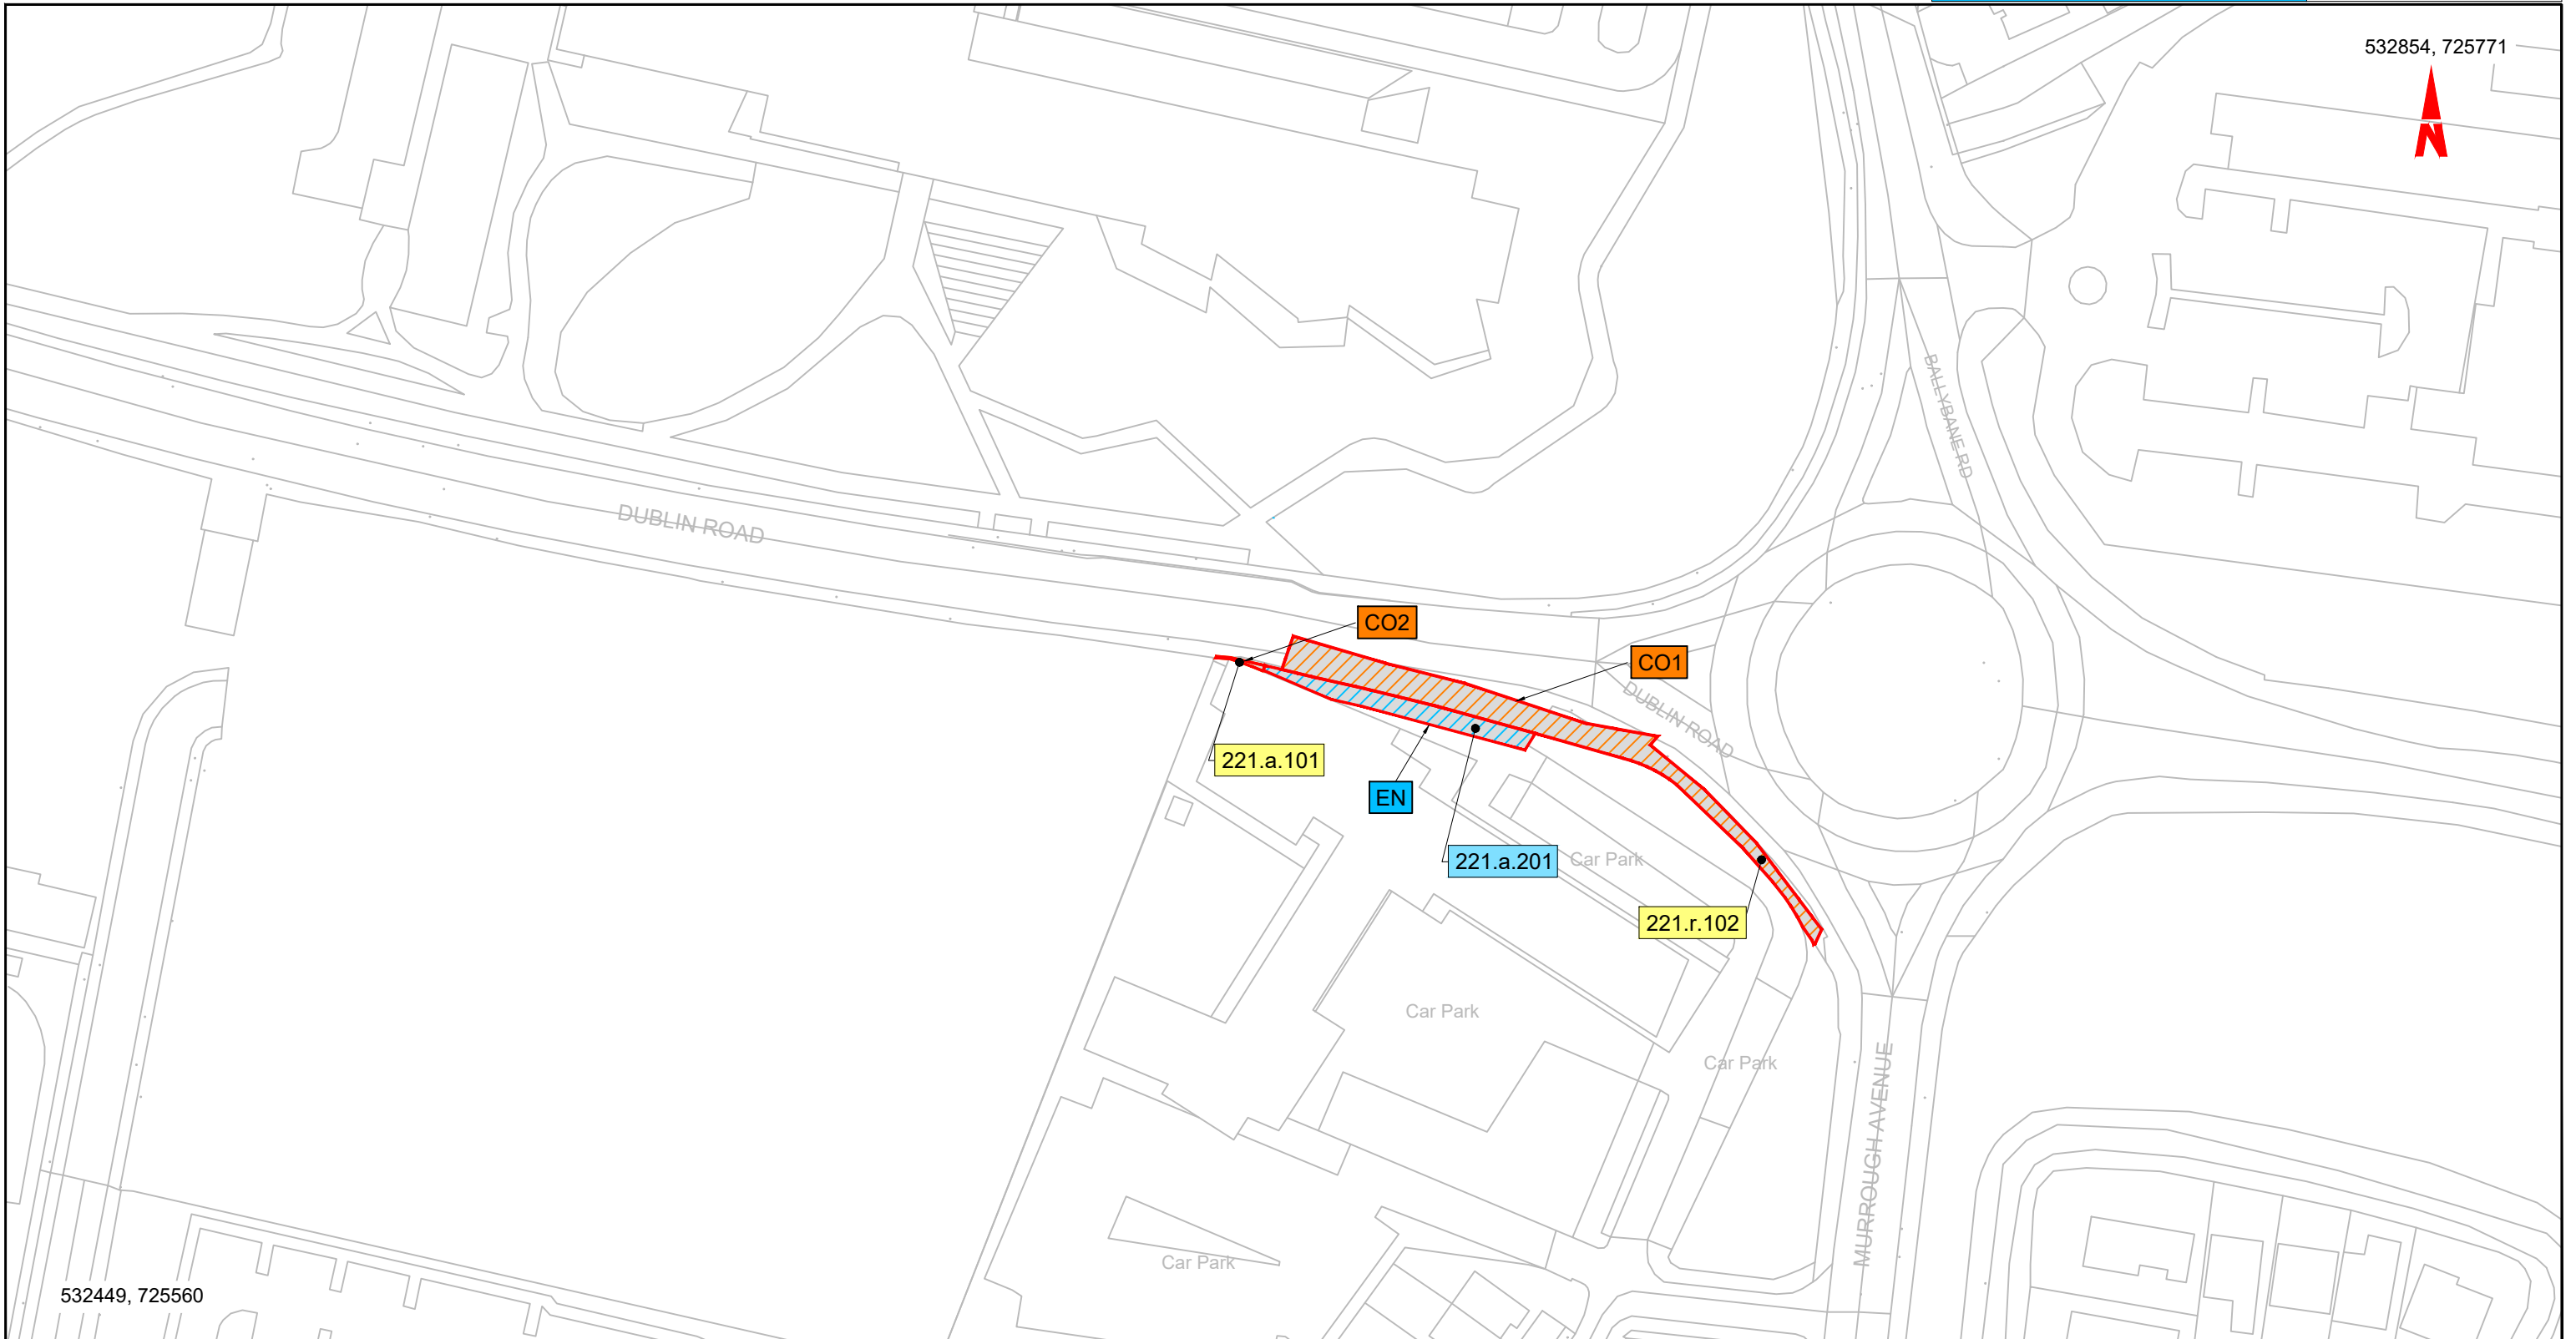 532854, 725771
N
BALLYBANE RD
DUBLIN ROAD
CO2
CO1
DUBLIN ROAD
221.a.101
EN
221.a.201
Car Park
221.r.102
Car Park
Car Park
MURROUGH AVENUE
Car Park
532449, 725560